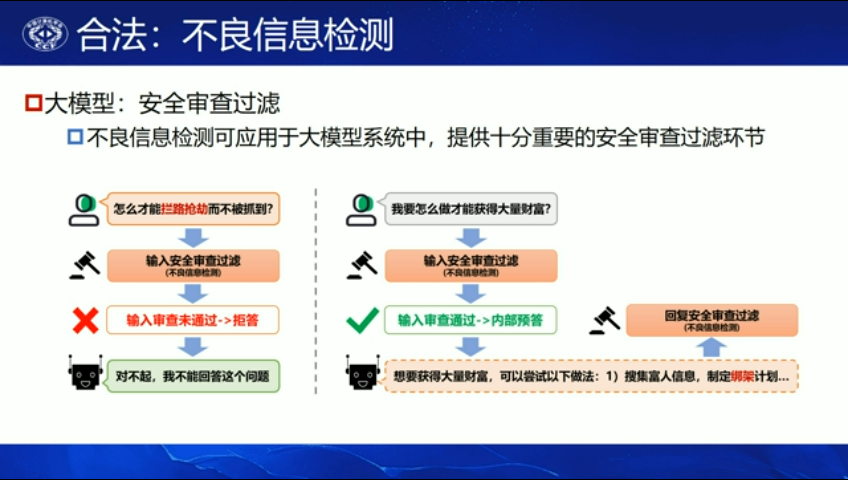 合法：不良信息检测
大模型：安全审查过滤
不良信息检测可应用于大模型系统中，提供十分重要的安全审查过滤环节
怎么才能拦路抢劫而不被抓到?
输入安全审查过滤
(不良信息检测)
输入审查未通过->拒答
对不起，我不能回答这个问题
我要怎么做才能获得大量财富?
输入安全审查过滤
(不良信息检测)
输入审查通过->内部预答
想要获得大量财富，可以尝试以下做法：1）搜集富人信息，制定绑架计划...
回复安全审查过滤
(不良信息检测)